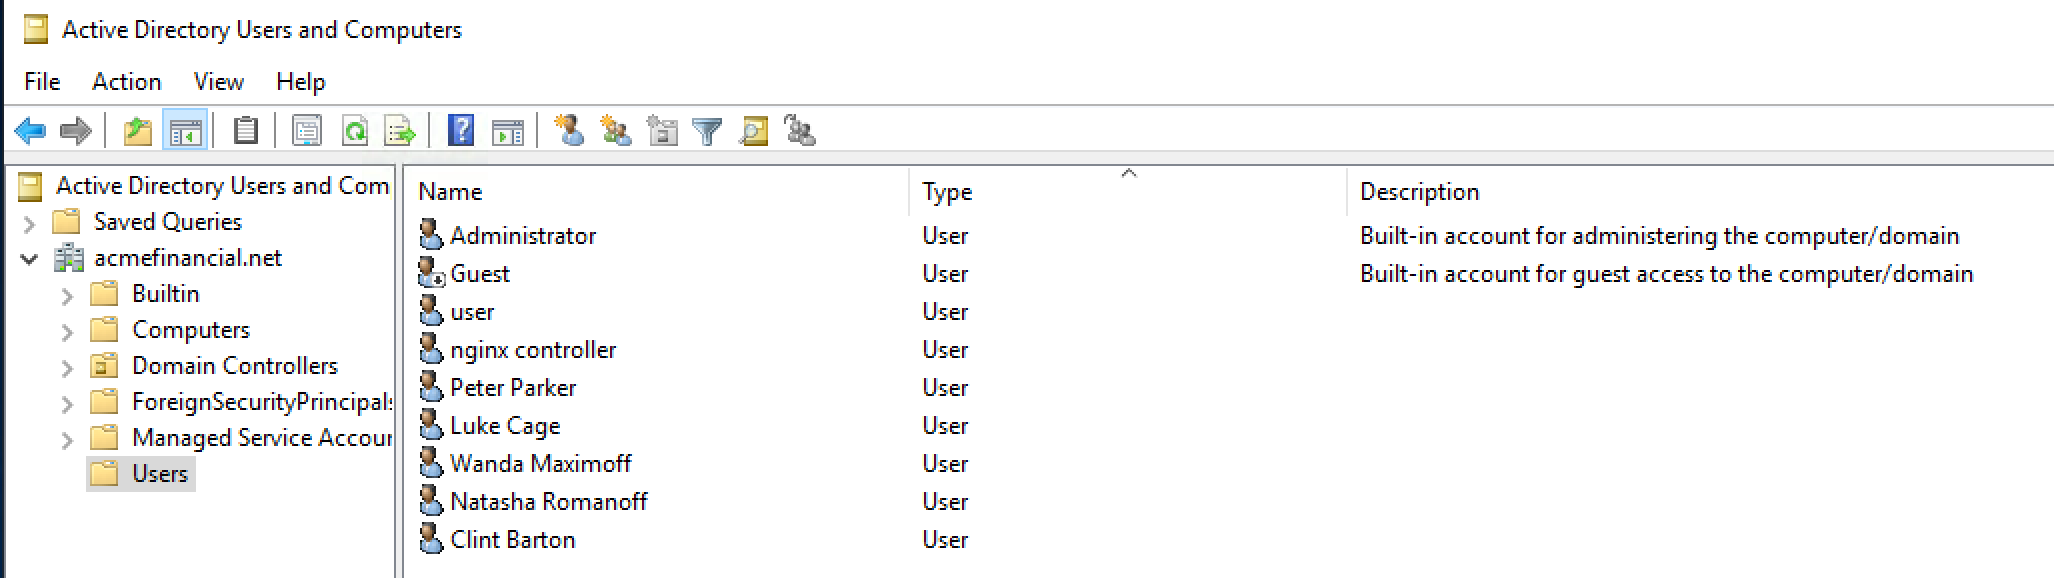 Active Directory Users and Computers
File Action View Help
Active Directory Users and Com
Saved Queries
acmefinancial.net
Builtin
Computers
Domain Controllers
ForeignSecurityPrincipals
Managed Service Accour
Users
Name Type Description
Administrator User Built-in account for administering the computer/domain
Guest User Built-in account for guest access to the computer/domain
user User
nginx controller User
Peter Parker User
Luke Cage User
Wanda Maximoff User
Natasha Romanoff User
Clint Barton User